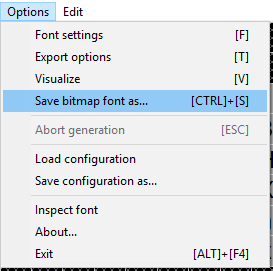 Options Edit
Font settings [F]
Export options [T]
Visualize [V]
Save bitmap font as... [CTRL]+[S]
Abort generation [ESC]
Load configuration
Save configuration as...
Inspect font
About...
Exit [ALT]+[F4]